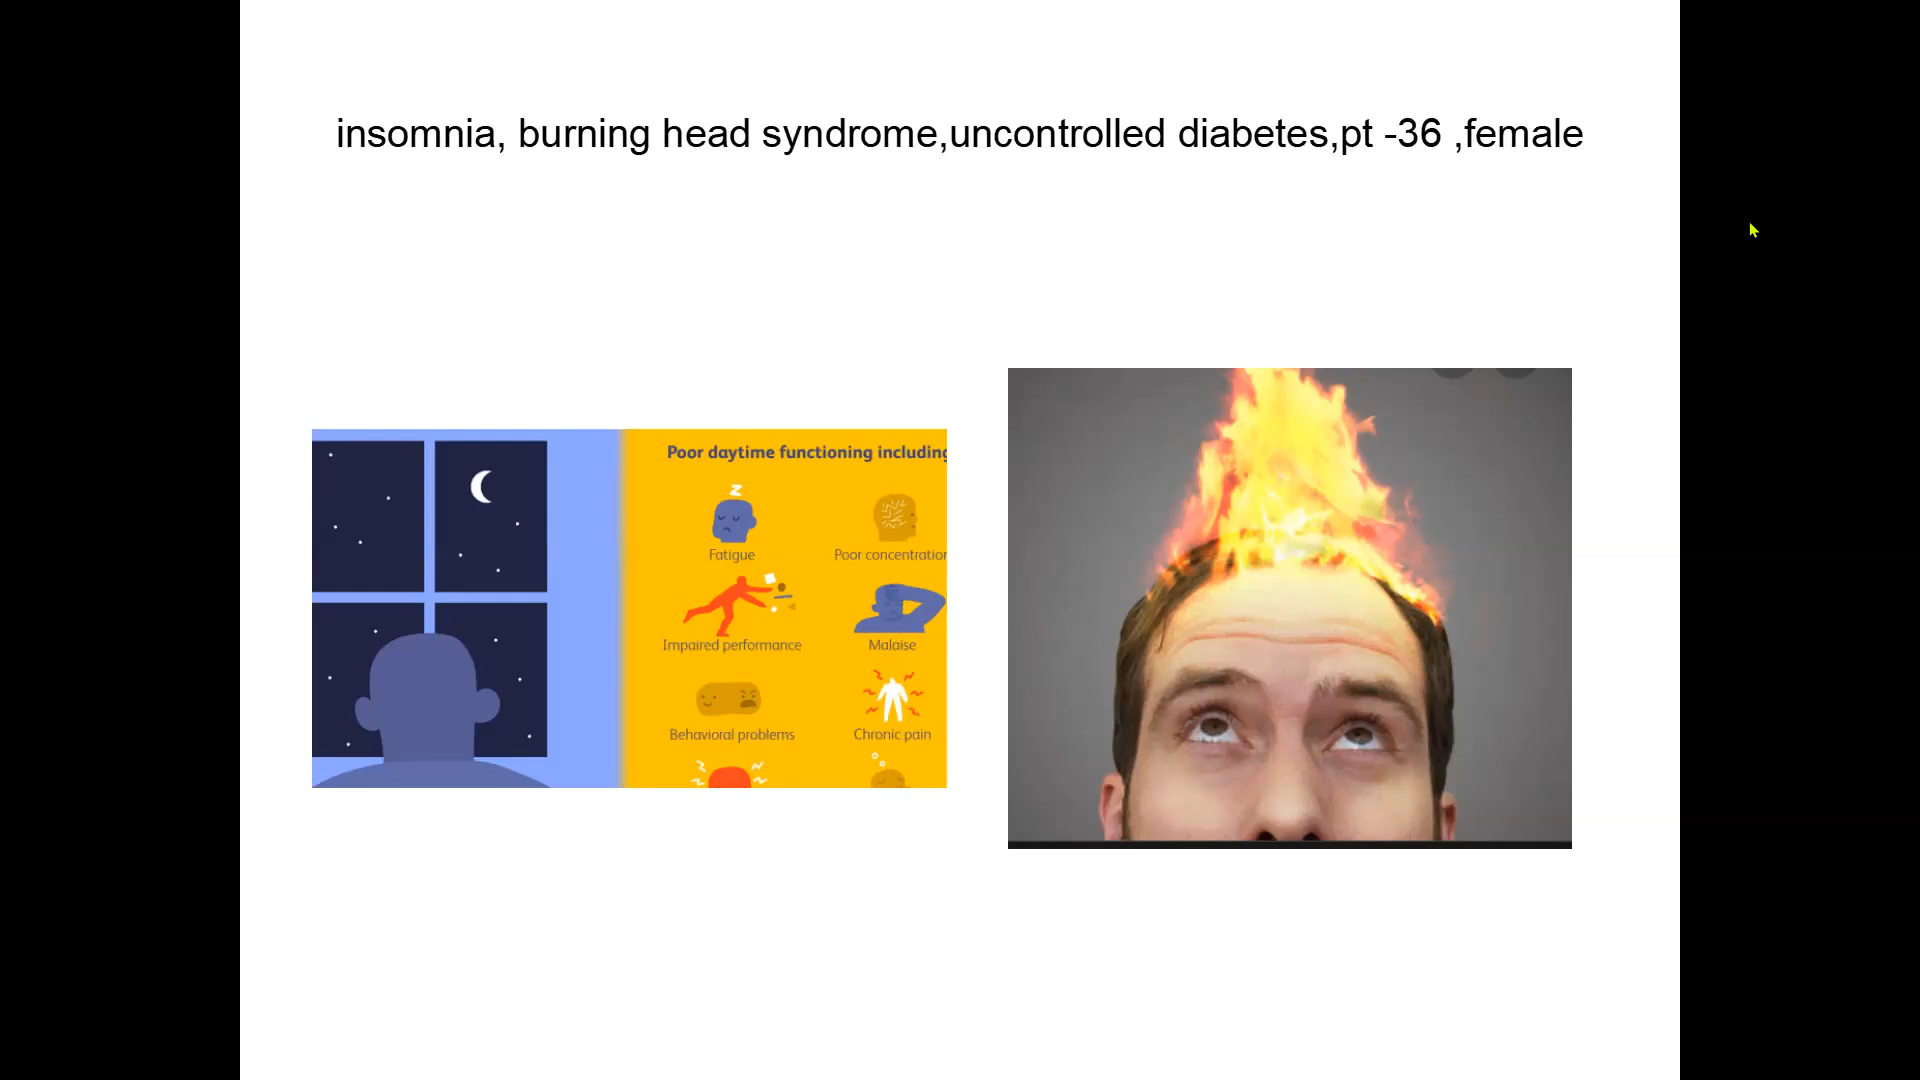 insomnia, burning head syndrome,uncontrolled diabetes,pt -36 ,female
Poor daytime functioning including
Fatigue
Poor concentration
Impaired performance
Malaise
Behavioral problems
Chronic pain